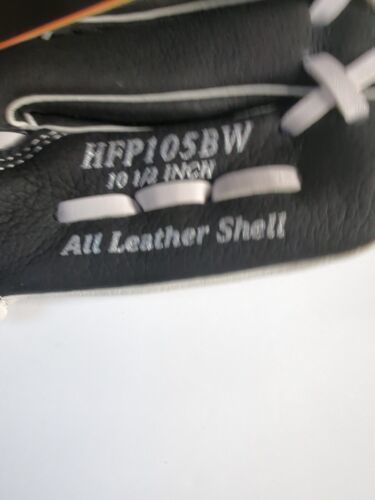 HFP105BW
10 1/2 INCH
All Leather Shell